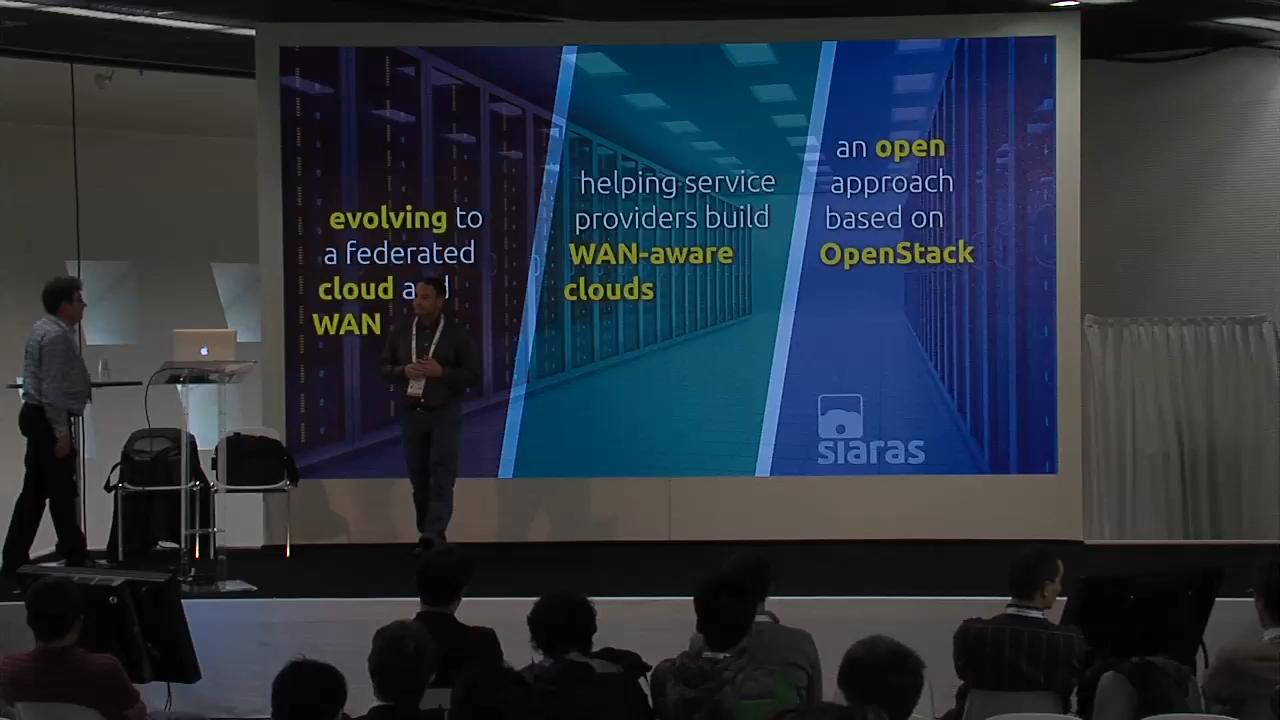 evolving to
a federated
cloud and
WAN
helping service
providers build
WAN-aware
clouds
an open
approach
based on
OpenStack
siaras